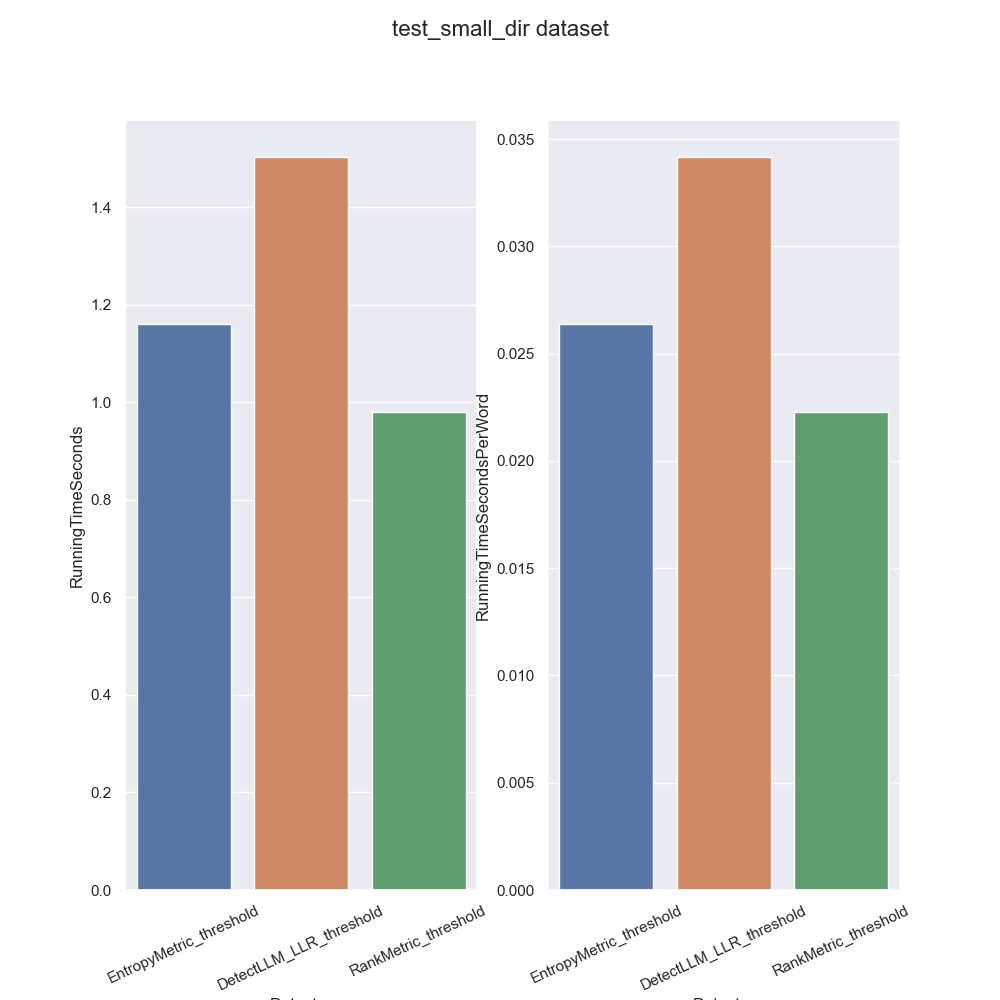 test_small_dir dataset
RunningTimeSeconds
1.4
1.2
1.0
0.8
0.6
0.4
0.2
0.0
EntropyMetric_threshold
DetectLLM_LLR_threshold
RankMetric_threshold
RunningTimeSecondsPerWord
0.035
0.030
0.025
0.020
0.015
0.010
0.005
0.000
EntropyMetric_threshold
DetectLLM_LLR_threshold
RankMetric_threshold